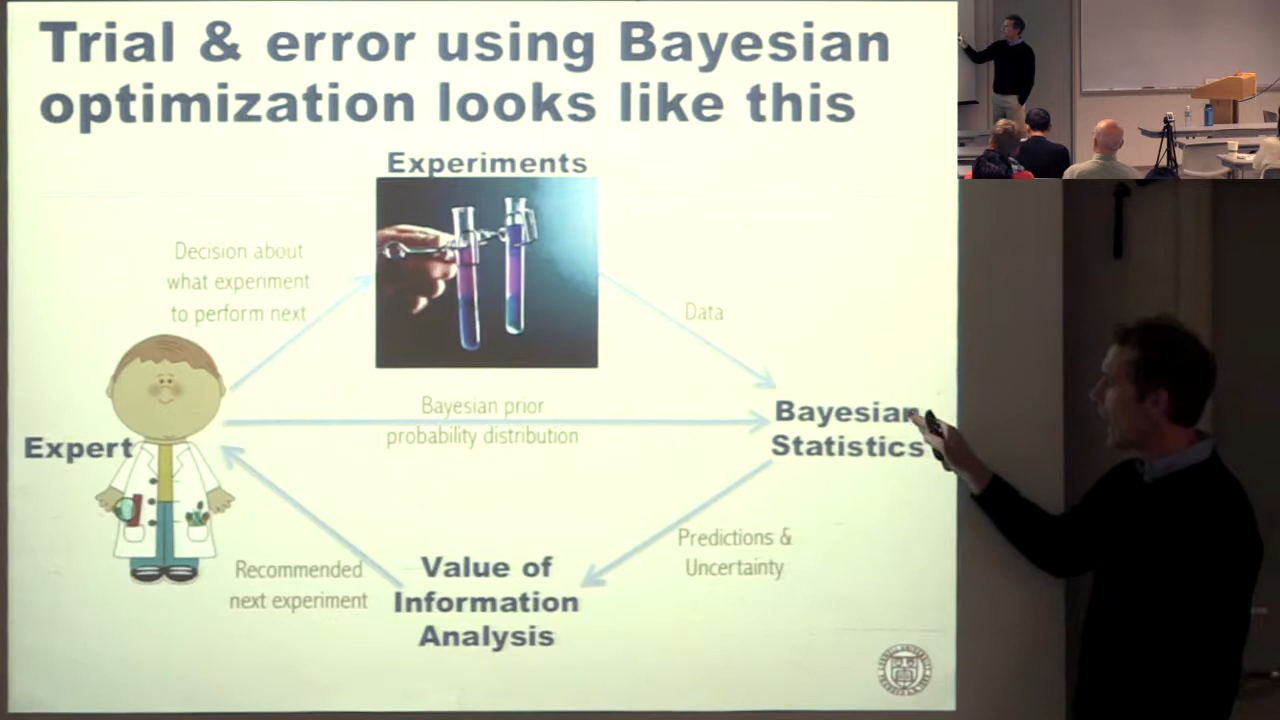 Trial & error using Bayesian
optimization looks like this
Experiments
Decision about
what experiment
to perform next
Data
Bayesian prior
probability distribution
Bayesian
Statistics
Expert
Predictions &
Uncertainty
Recommended
next experiment
Value of
Information
Analysis